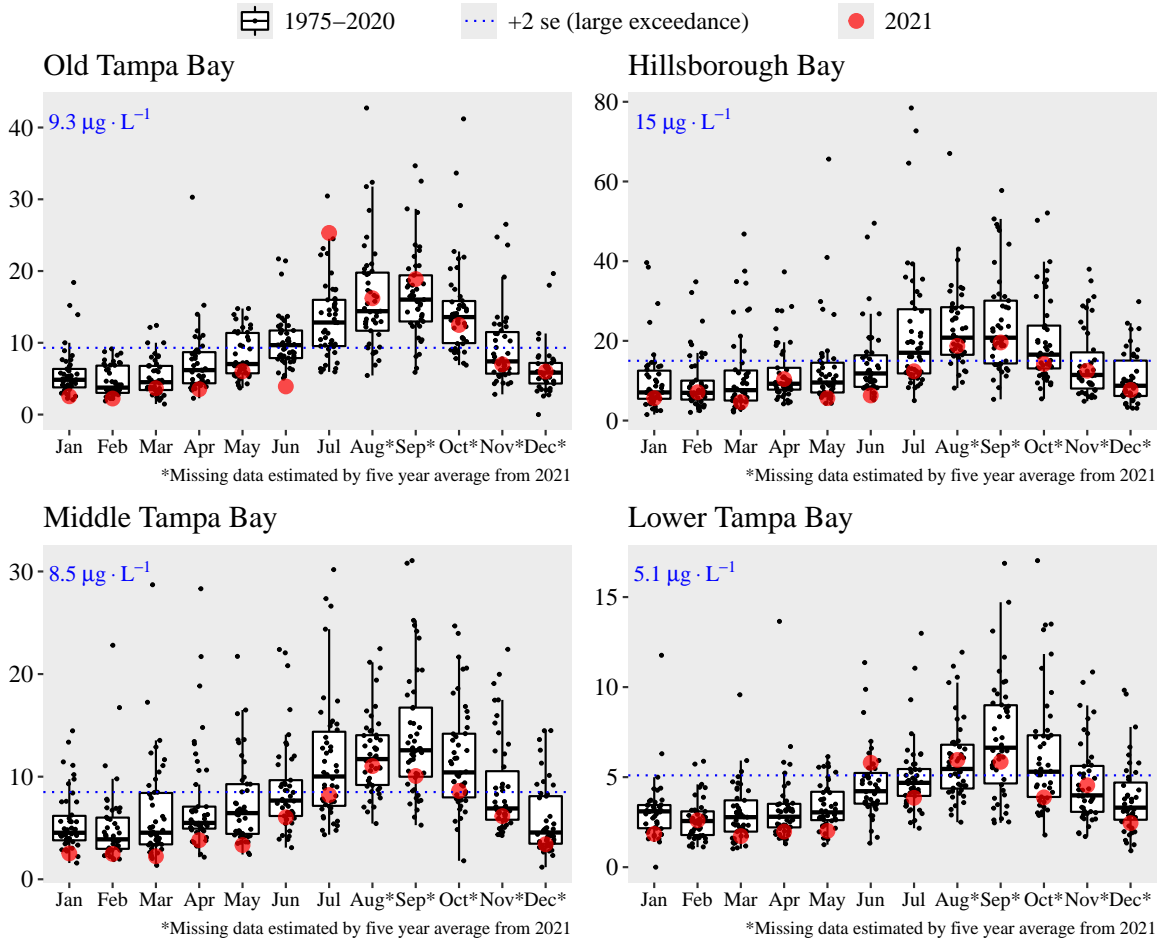 1975−2020 +2 se (large exceedance) 2021
Old Tampa Bay
9.3 μg · L⁻¹
40
30
20
10
0
Jan Feb Mar Apr May Jun Jul Aug* Sep* Oct* Nov* Dec*
*Missing data estimated by five year average from 2021
Hillsborough Bay
15 μg · L⁻¹
80
60
40
20
0
Jan Feb Mar Apr May Jun Jul Aug* Sep* Oct* Nov* Dec*
*Missing data estimated by five year average from 2021
Middle Tampa Bay
8.5 μg · L⁻¹
30
20
10
0
Jan Feb Mar Apr May Jun Jul Aug* Sep* Oct* Nov* Dec*
*Missing data estimated by five year average from 2021
Lower Tampa Bay
5.1 μg · L⁻¹
15
10
5
0
Jan Feb Mar Apr May Jun Jul Aug* Sep* Oct* Nov* Dec*
*Missing data estimated by five year average from 2021